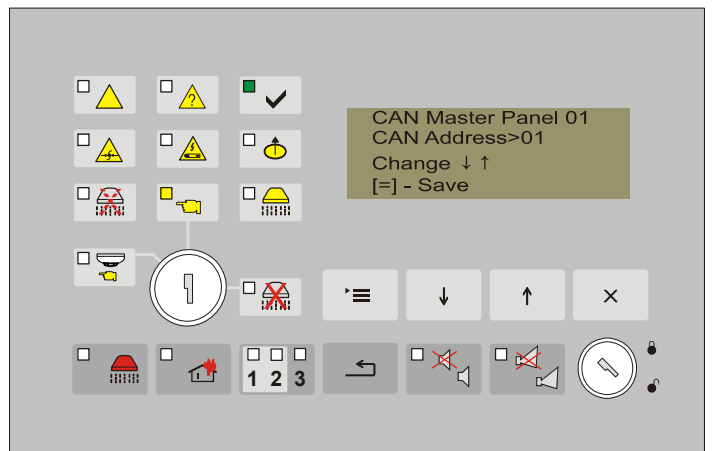 ?
CAN Master Panel 01
CAN Address>01
Change ↓ ↑
[=] - Save
1 2 3